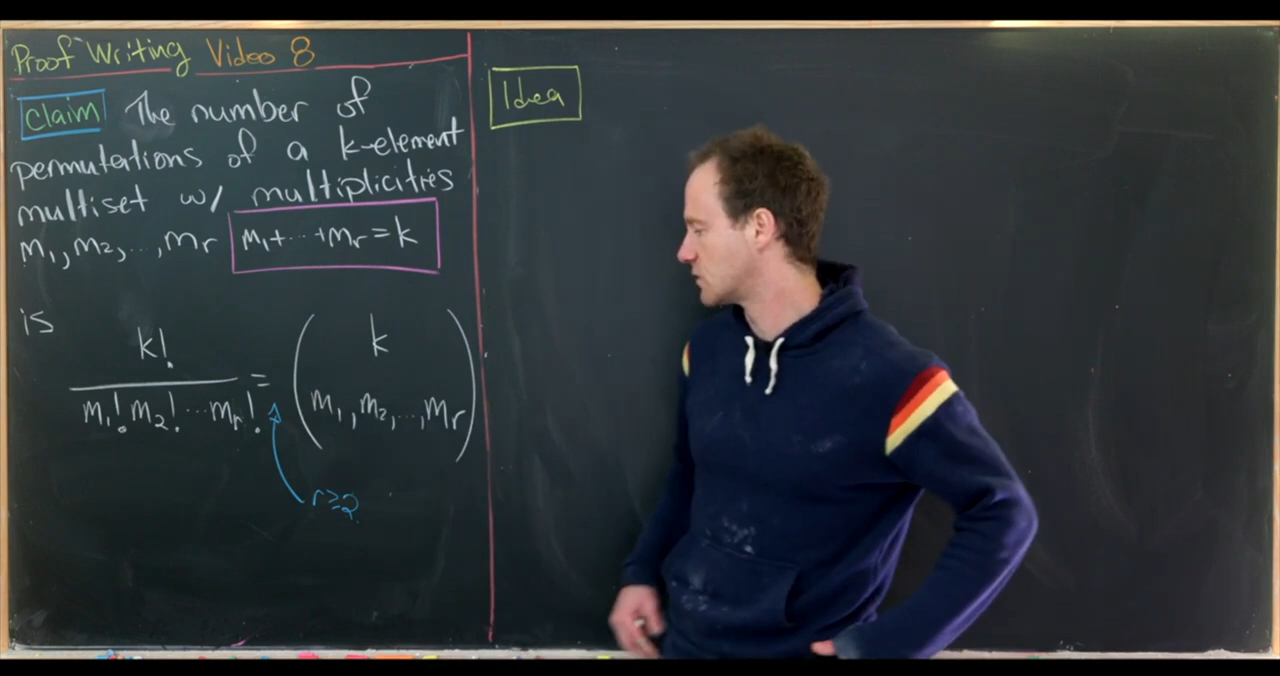 Proof Writing Video 8
Claim The number of
permutations of a k-element
multiset w/ multiplicities
m₁, m₂, ..., mᵣ m₁+⋯+mᵣ=k
is
k!
m₁! m₂! ⋯ mᵣ!
=
k
m₁, m₂, ..., mᵣ
r≥2
Idea